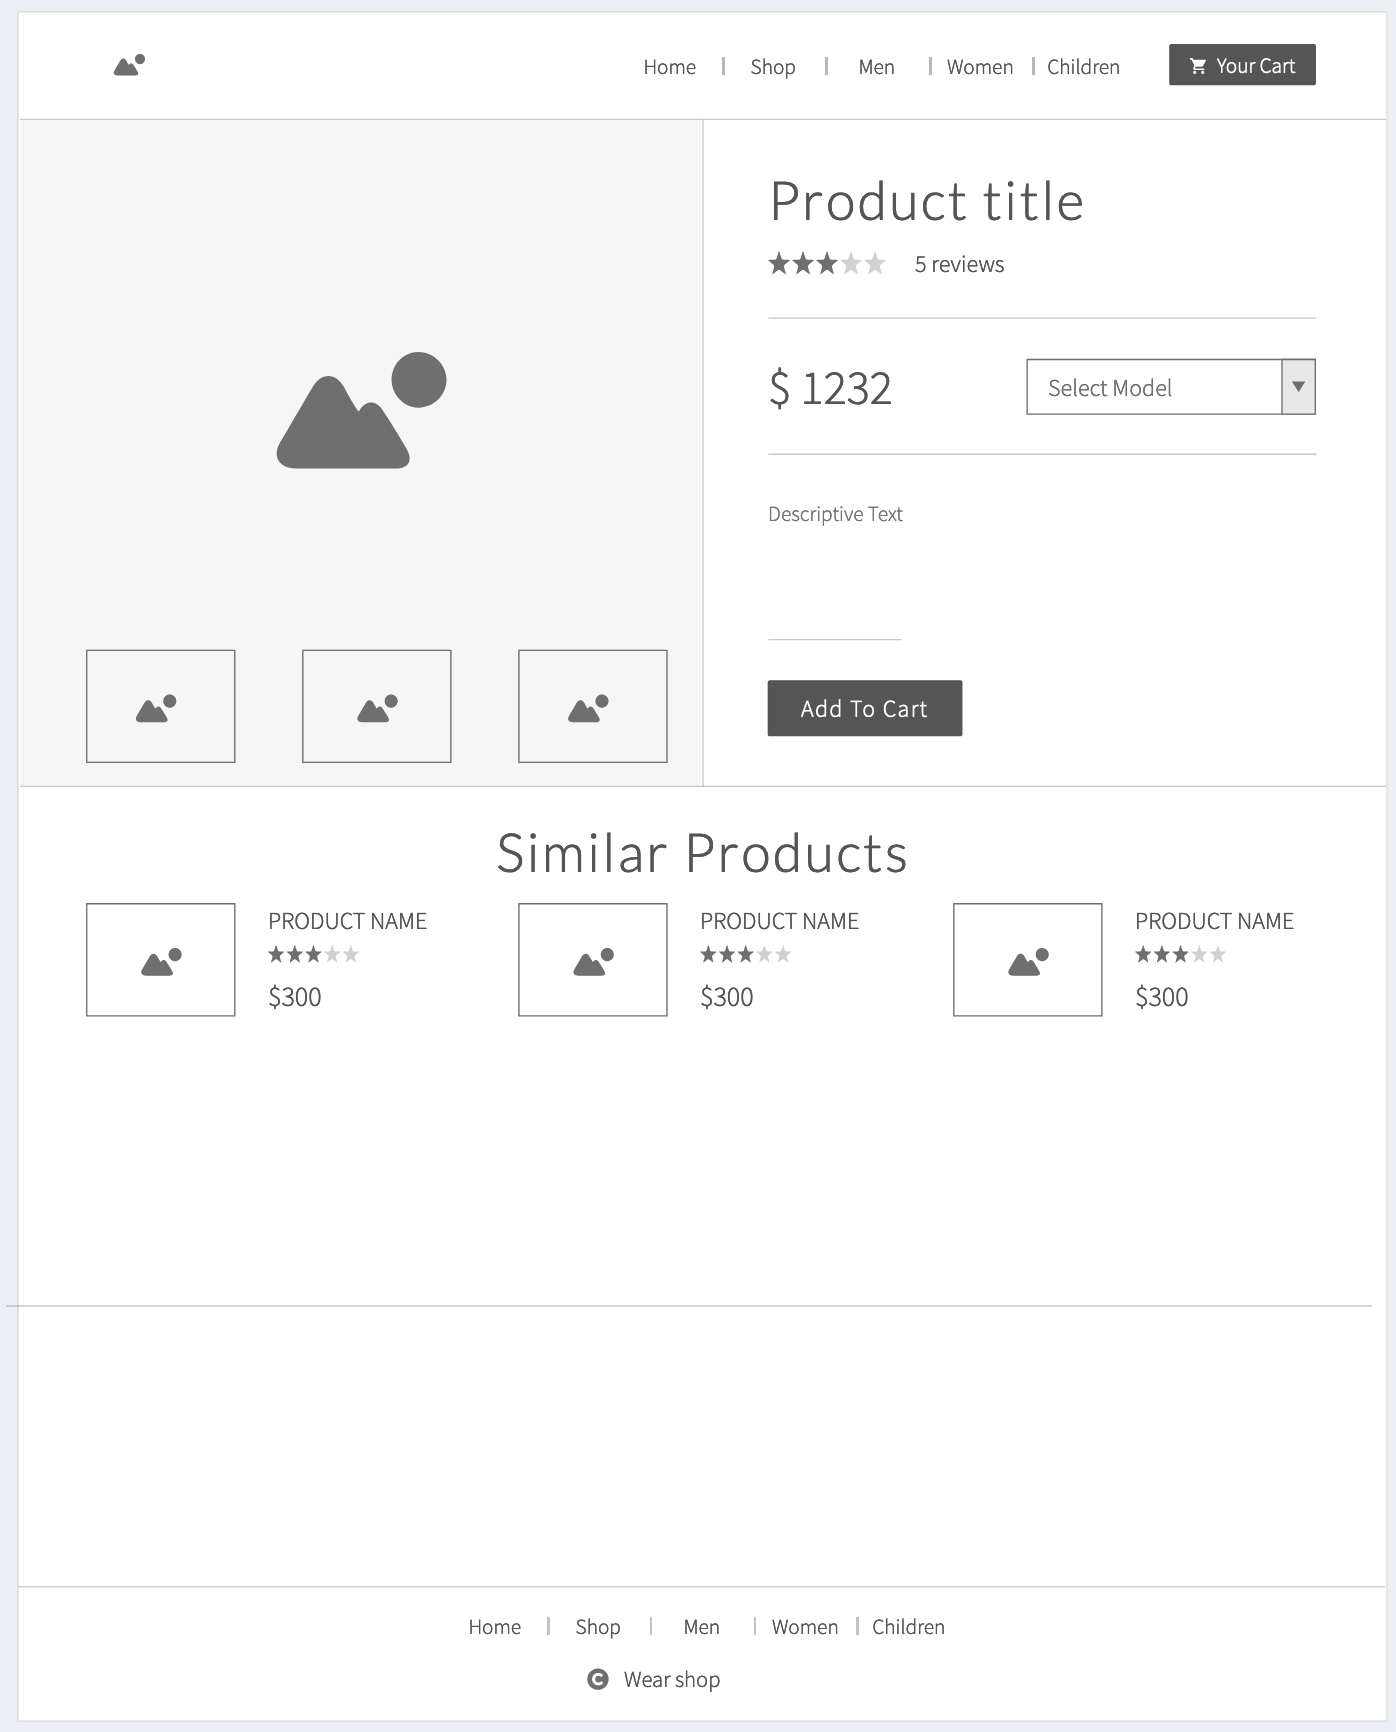 Home | Shop | Men | Women | Children Your Cart
Product title
5 reviews
$ 1232 Select Model
Descriptive Text
Add To Cart
Similar Products
PRODUCT NAME PRODUCT NAME PRODUCT NAME
$300 $300 $300
Home | Shop | Men | Women | Children
© Wear shop